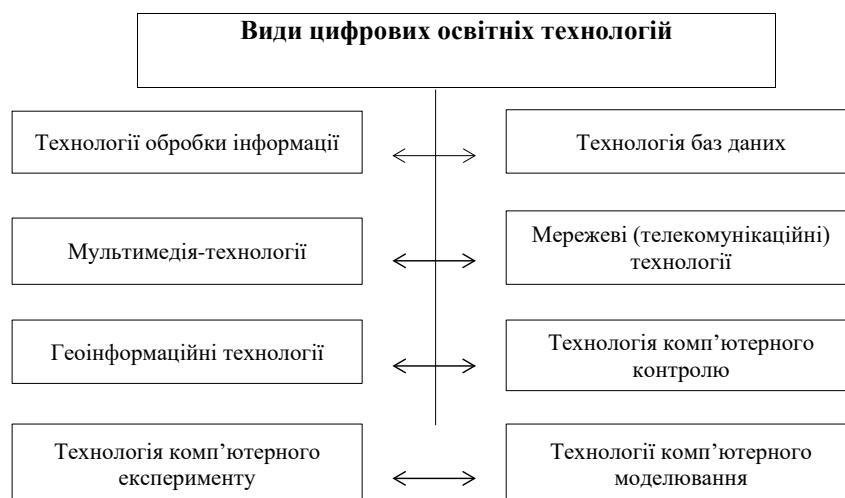 Види цифрових освітніх технологій
Технології обробки інформації
Технологія баз даних
Мультимедія-технології
Мережеві (телекомунікаційні)
технології
Геоінформаційні технології
Технологія комп’ютерного
контролю
Технологія комп’ютерного
експерименту
Технології комп’ютерного
моделювання